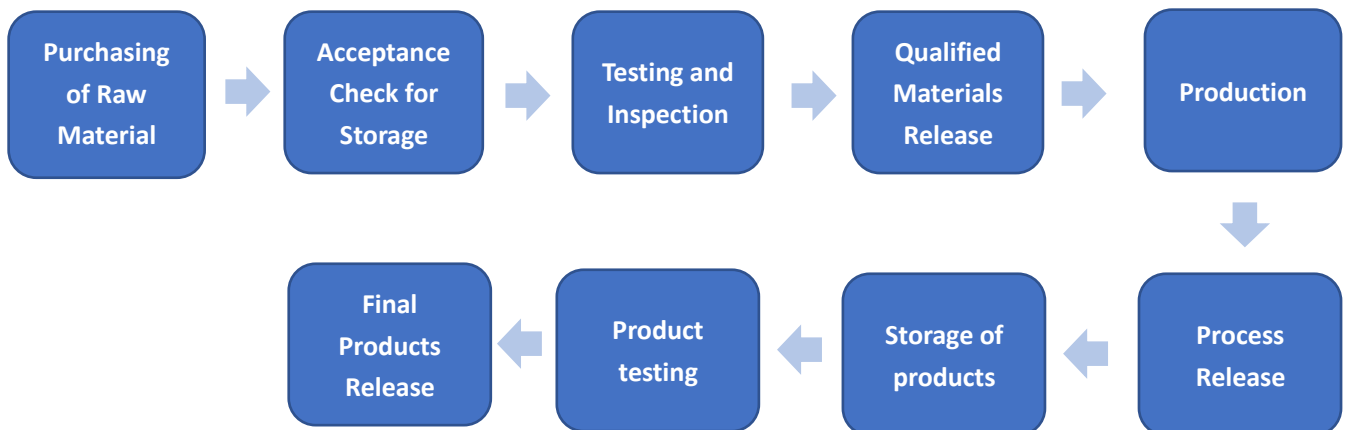 Purchasing
of Raw
Material
Acceptance
Check for
Storage
Testing and
Inspection
Qualified
Materials
Release
Production
Process
Release
Storage of
products
Product
testing
Final
Products
Release